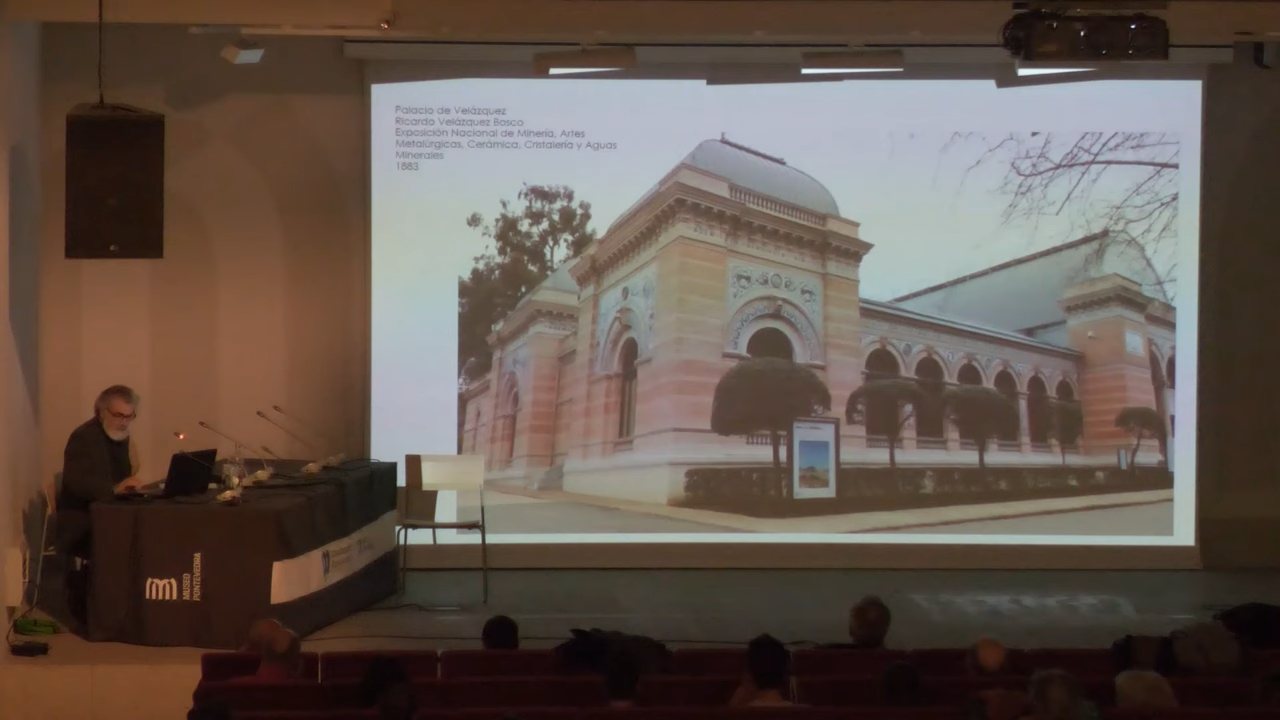 Palacio de Velázquez
Ricardo Velázquez Bosco
Exposición Nacional de Minería, Artes
Metalúrgicas, Cerámica, Cristalería y Aguas
Minerales
1883
MUSEO
PONTEVEDRA